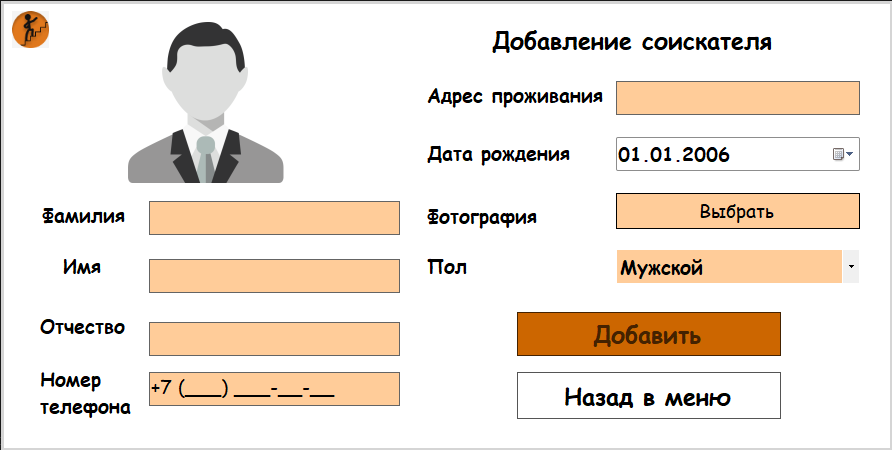 Добавление соискателя
Адрес проживания
Дата рождения 01.01.2006
Фамилия
Фотография Выбрать
Имя
Пол Мужской
Отчество
Добавить
Номер
телефона +7 (___) ___-__-__
Назад в меню